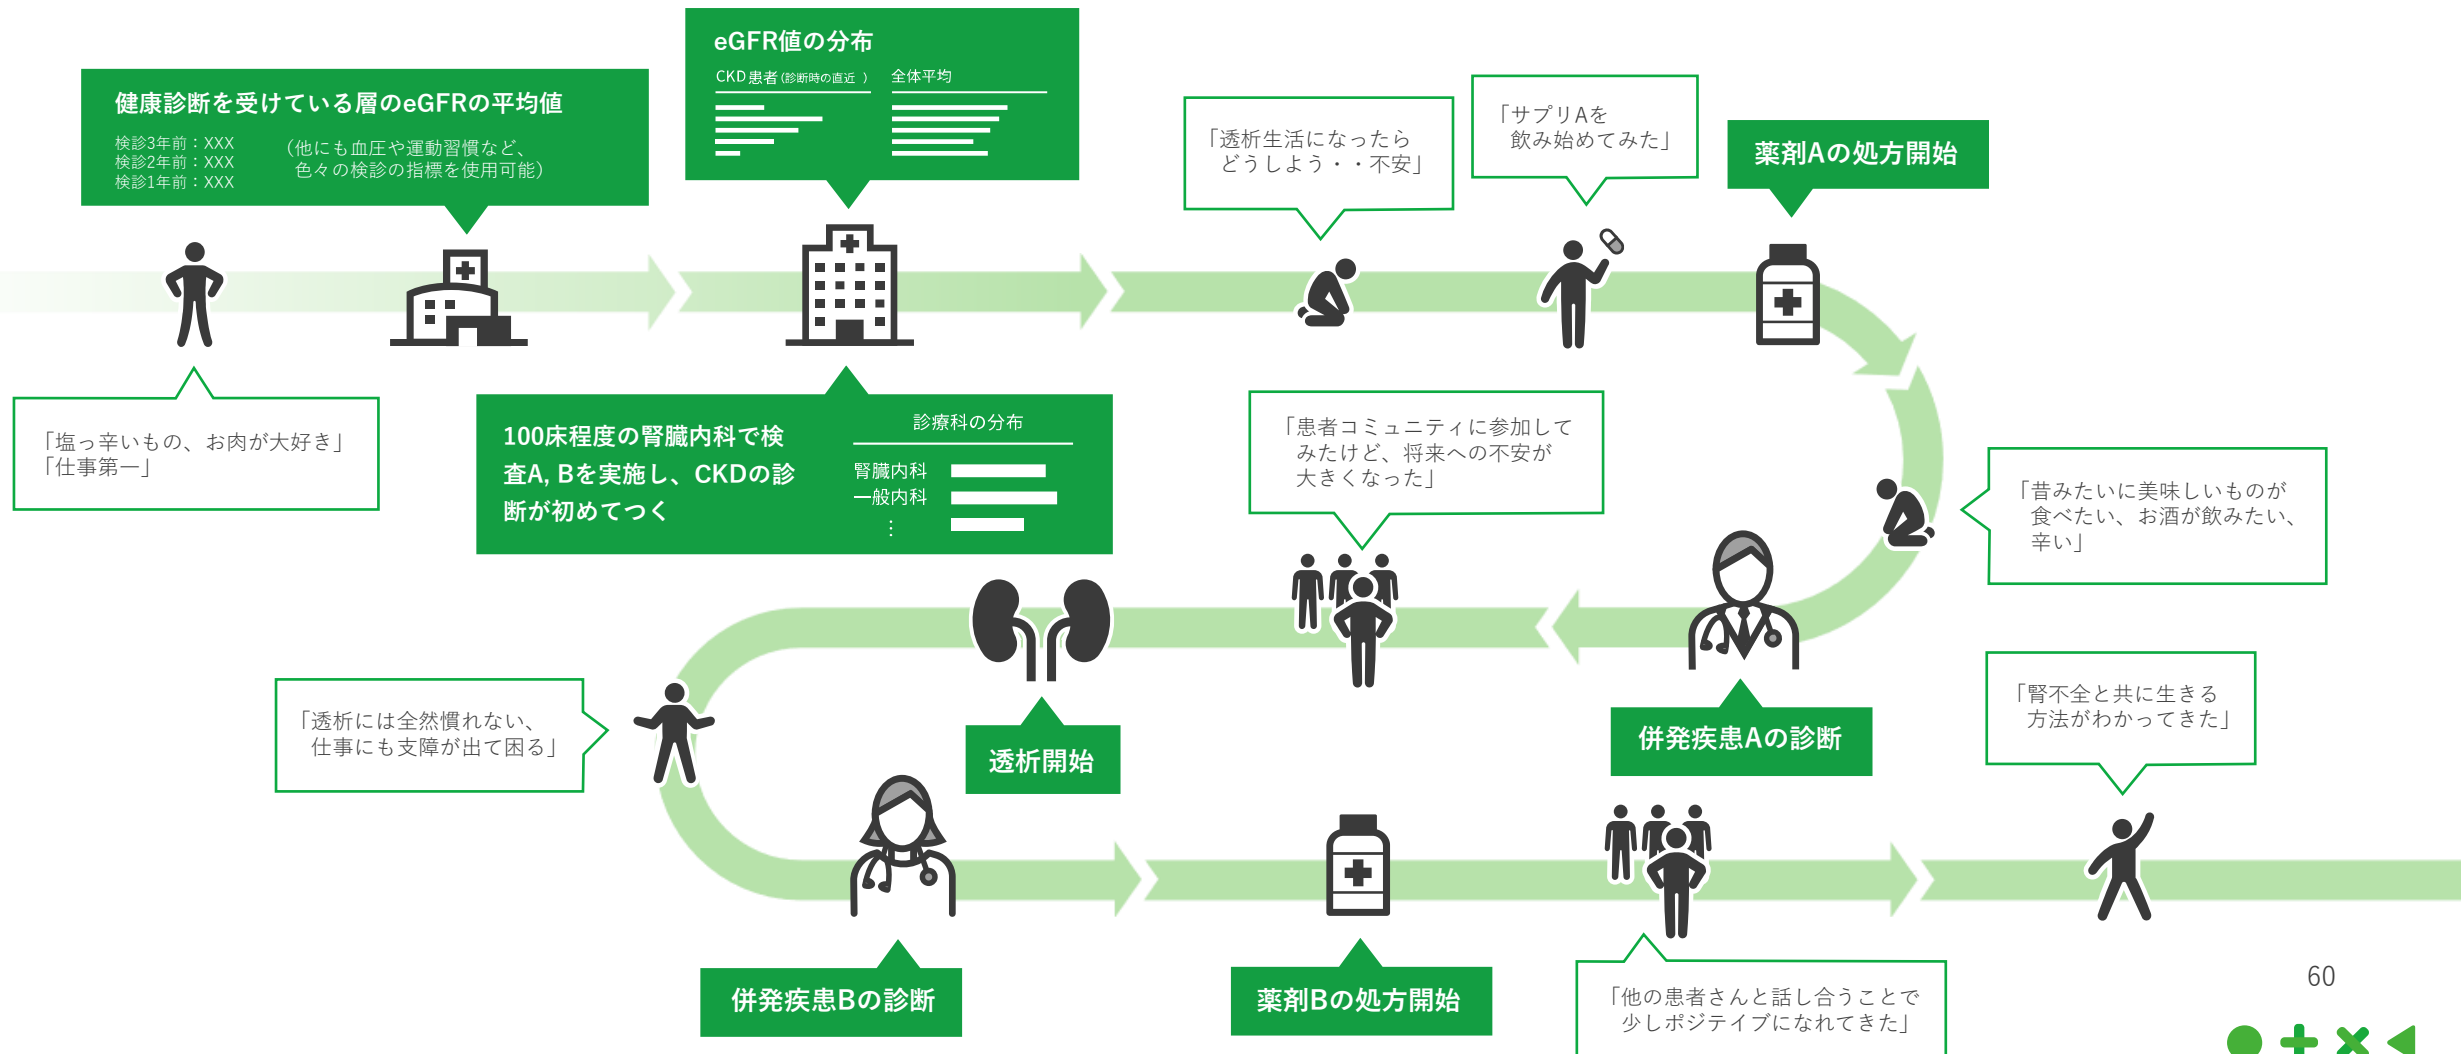 eGFR値の分布
CKD患者(診断時の直近 )
全体平均
健康診断を受けている層のeGFRの平均値
検診3年前：XXX
検診2年前：XXX
検診1年前：XXX
（他にも血圧や運動習慣など、
色々の検診の指標を使用可能）
「透析生活になったら
どうしよう・・不安」
「サプリAを
飲み始めてみた」
薬剤Aの処方開始
「塩っ辛いもの、お肉が大好き」
「仕事第一」
100床程度の腎臓内科で検
査A, Bを実施し、CKDの診
断が初めてつく
診療科の分布
腎臓内科
一般内科
⋮
「患者コミュニティに参加して
みたけど、将来への不安が
大きくなった」
「昔みたいに美味しいものが
食べたい、お酒が飲みたい、
辛い」
併発疾患Aの診断
透析開始
「透析には全然慣れない、
仕事にも支障が出て困る」
「腎不全と共に生きる
方法がわかってきた」
併発疾患Bの診断
薬剤Bの処方開始
「他の患者さんと話し合うことで
少しポジテイブになれてきた」
60